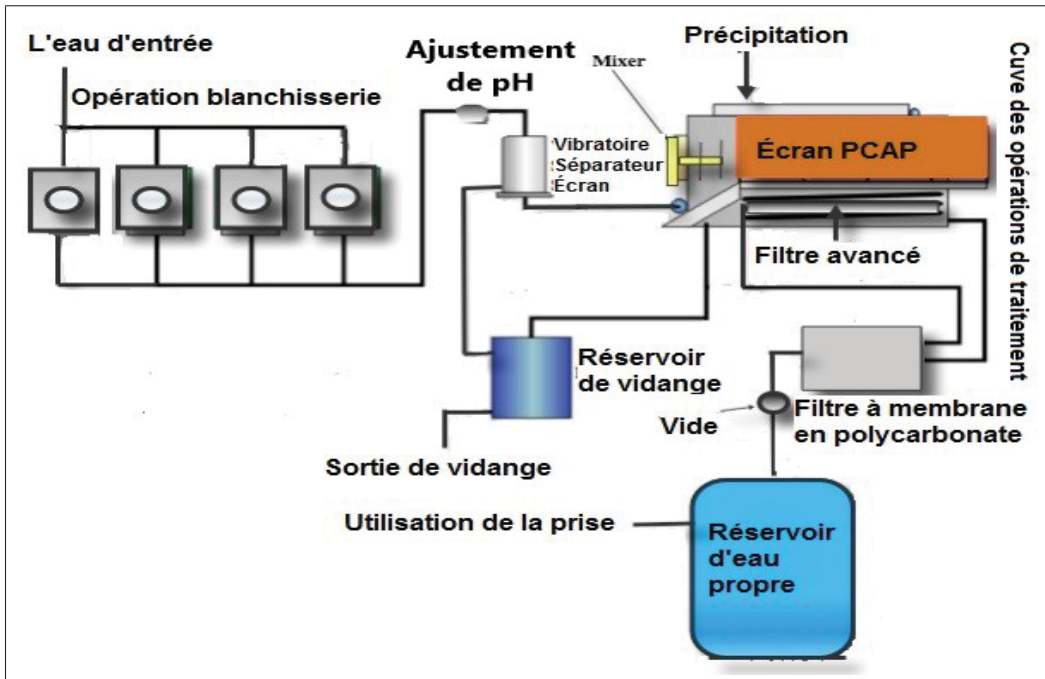 L'eau d'entrée
Opération blanchisserie
Ajustement
de pH
Mixer
Précipitation
Vibratoire
Séparateur
Écran
Écran PCAP
Filtre avancé
Cuve des opérations de traitement
Réservoir
de vidange
Sortie de vidange
Vide
Filtre à membrane
en polycarbonate
Utilisation de la prise
Réservoir
d'eau
propre